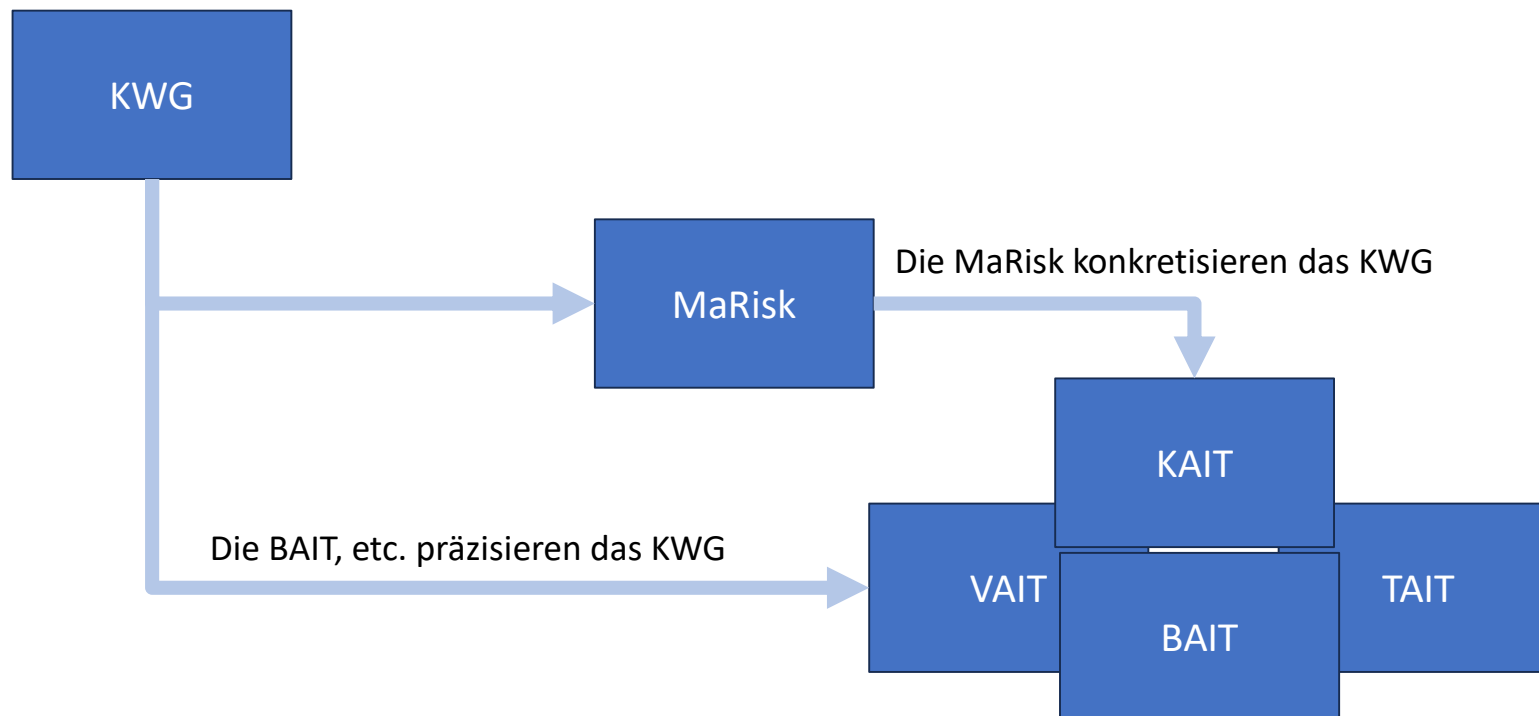 KWG
Die MaRisk konkretisieren das KWG
MaRisk
KAIT
Die BAIT, etc. präzisieren das KWG
VAIT
TAIT
BAIT